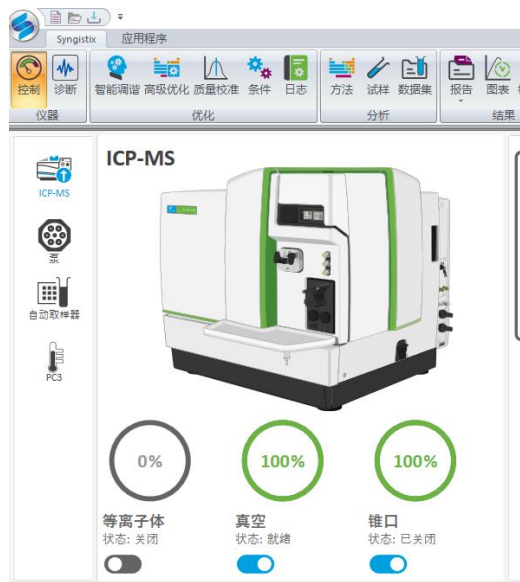 Syngistix 应用程序
控制 诊断 智能调谐 高级优化 质量校准 条件 日志 方法 试样 数据集 报告 图表
仪器 优化 分析 结果
ICP-MS
ICP-MS
泵
自动取样器
PC3
0% 100% 100%
等离子体 真空 锥口
状态: 关闭 状态: 就绪 状态: 已关闭